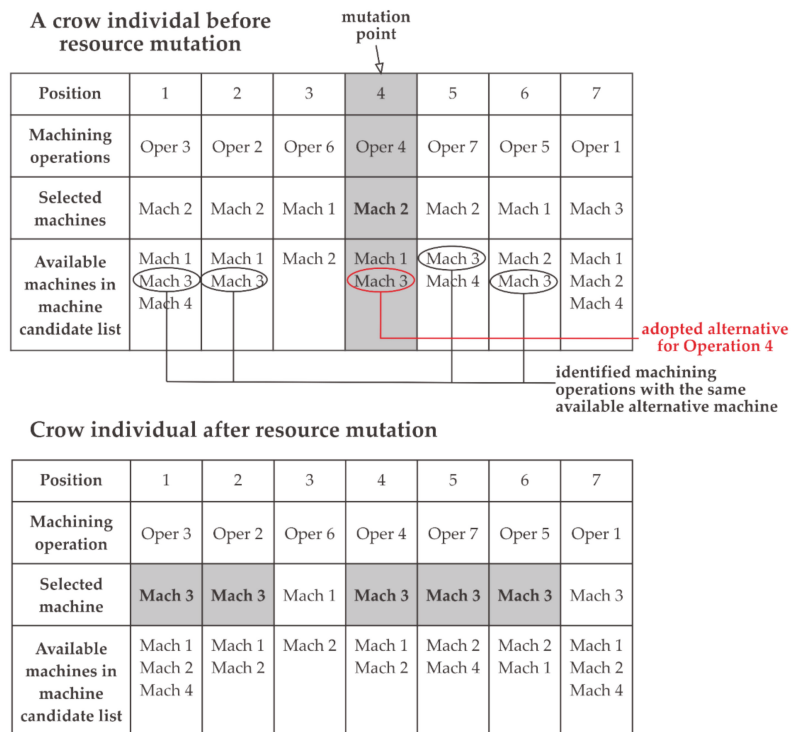 A crow individal before
resource mutation
mutation
point
Position 1 2 3 4 5 6 7
Machining
operations
Oper 3 Oper 2 Oper 6 Oper 4 Oper 7 Oper 5 Oper 1
Selected
machines
Mach 2 Mach 2 Mach 1 Mach 2 Mach 2 Mach 1 Mach 3
Available
machines in
machine
candidate list
Mach 1 Mach 1 Mach 2 Mach 1 Mach 3 Mach 2 Mach 1
Mach 3 Mach 3 Mach 3 Mach 4 Mach 3 Mach 2
Mach 4 Mach 4
adopted alternative
for Operation 4
identified machining
operations with the same
available alternative machine
Crow individual after resource mutation
Position 1 2 3 4 5 6 7
Machining
operation
Oper 3 Oper 2 Oper 6 Oper 4 Oper 7 Oper 5 Oper 1
Selected
machine
Mach 3 Mach 3 Mach 1 Mach 3 Mach 3 Mach 3 Mach 3
Available
machines in
machine
candidate list
Mach 1 Mach 1 Mach 2 Mach 1 Mach 2 Mach 2 Mach 1
Mach 2 Mach 2 Mach 2 Mach 4 Mach 1 Mach 2
Mach 4 Mach 4